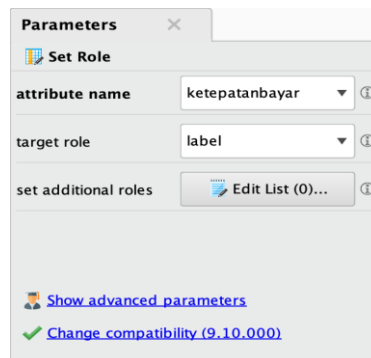 Parameters
Set Role
attribute name ketepatanbayar
target role label
set additional roles Edit List (0)...
Show advanced parameters
Change compatibility (9.10.000)